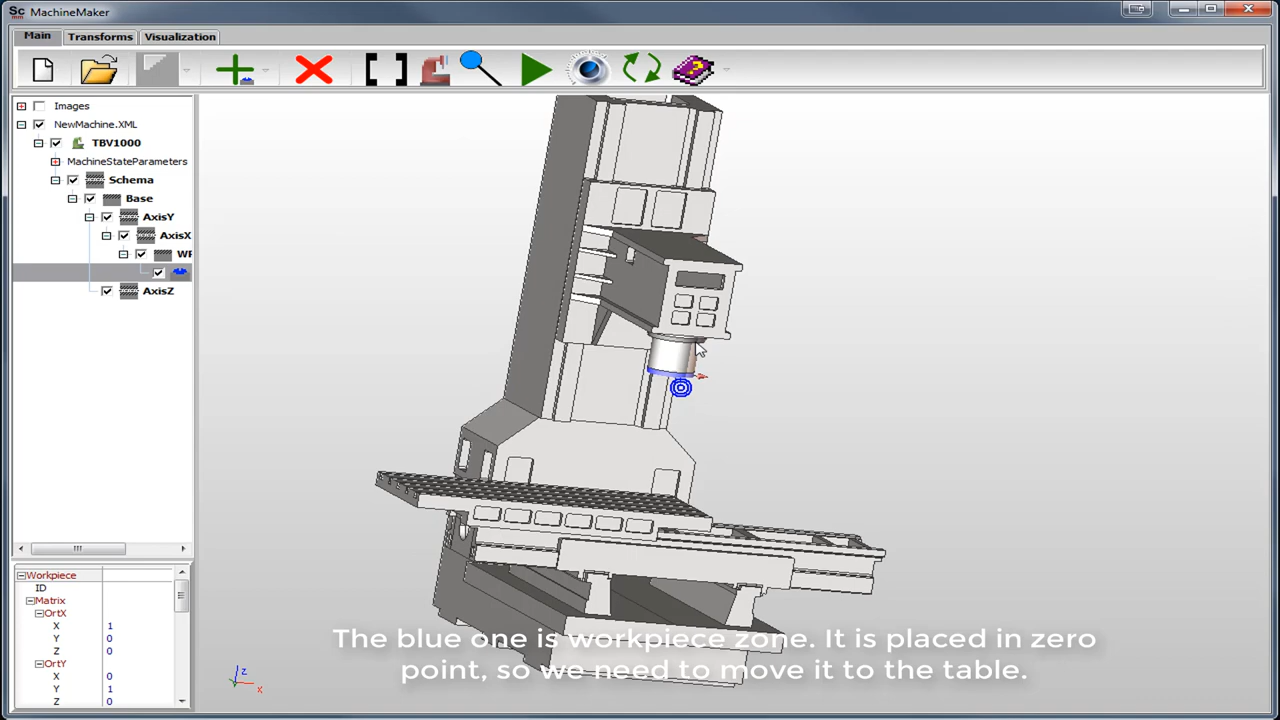 Sc
mm
MachineMaker
Main
Transforms
Visualization
Images
NewMachine.XML
TBV1000
MachineStateParameters
Schema
Base
AxisY
AxisX
AxisZ
Workpiece
ID
Matrix
OrtX
X 1
Y 0
Z 0
OrtY
X 0
Y 1
Z 0
z
x
The blue one is workpiece zone. It is placed in zero
point, so we need to move it to the table.